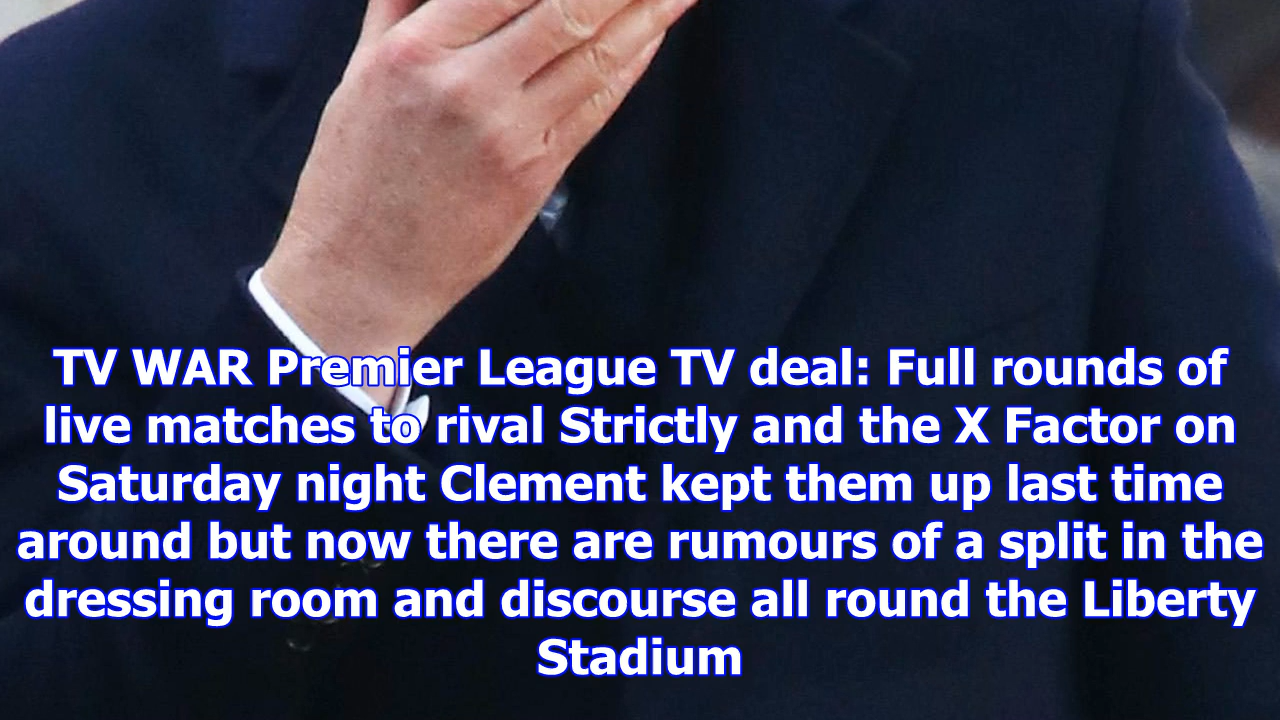 TV WAR Premier League TV deal: Full rounds of
live matches to rival Strictly and the X Factor on
Saturday night Clement kept them up last time
around but now there are rumours of a split in the
dressing room and discourse all round the Liberty
Stadium